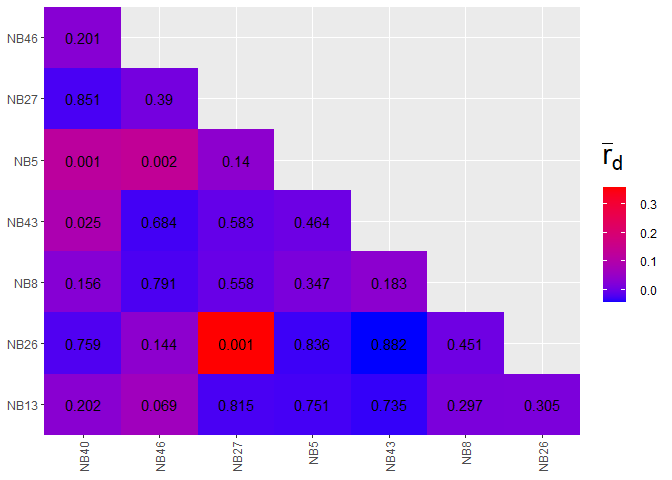 NB46 0.201
NB27 0.851 0.39
NB5 0.001 0.002 0.14
NB43 0.025 0.684 0.583 0.464
NB8 0.156 0.791 0.558 0.347 0.183
NB26 0.759 0.144 0.001 0.836 0.882 0.451
NB13 0.202 0.069 0.815 0.751 0.735 0.297 0.305
NB40 NB46 NB27 NB5 NB43 NB8 NB26
r̅d
0.3
0.2
0.1
0.0